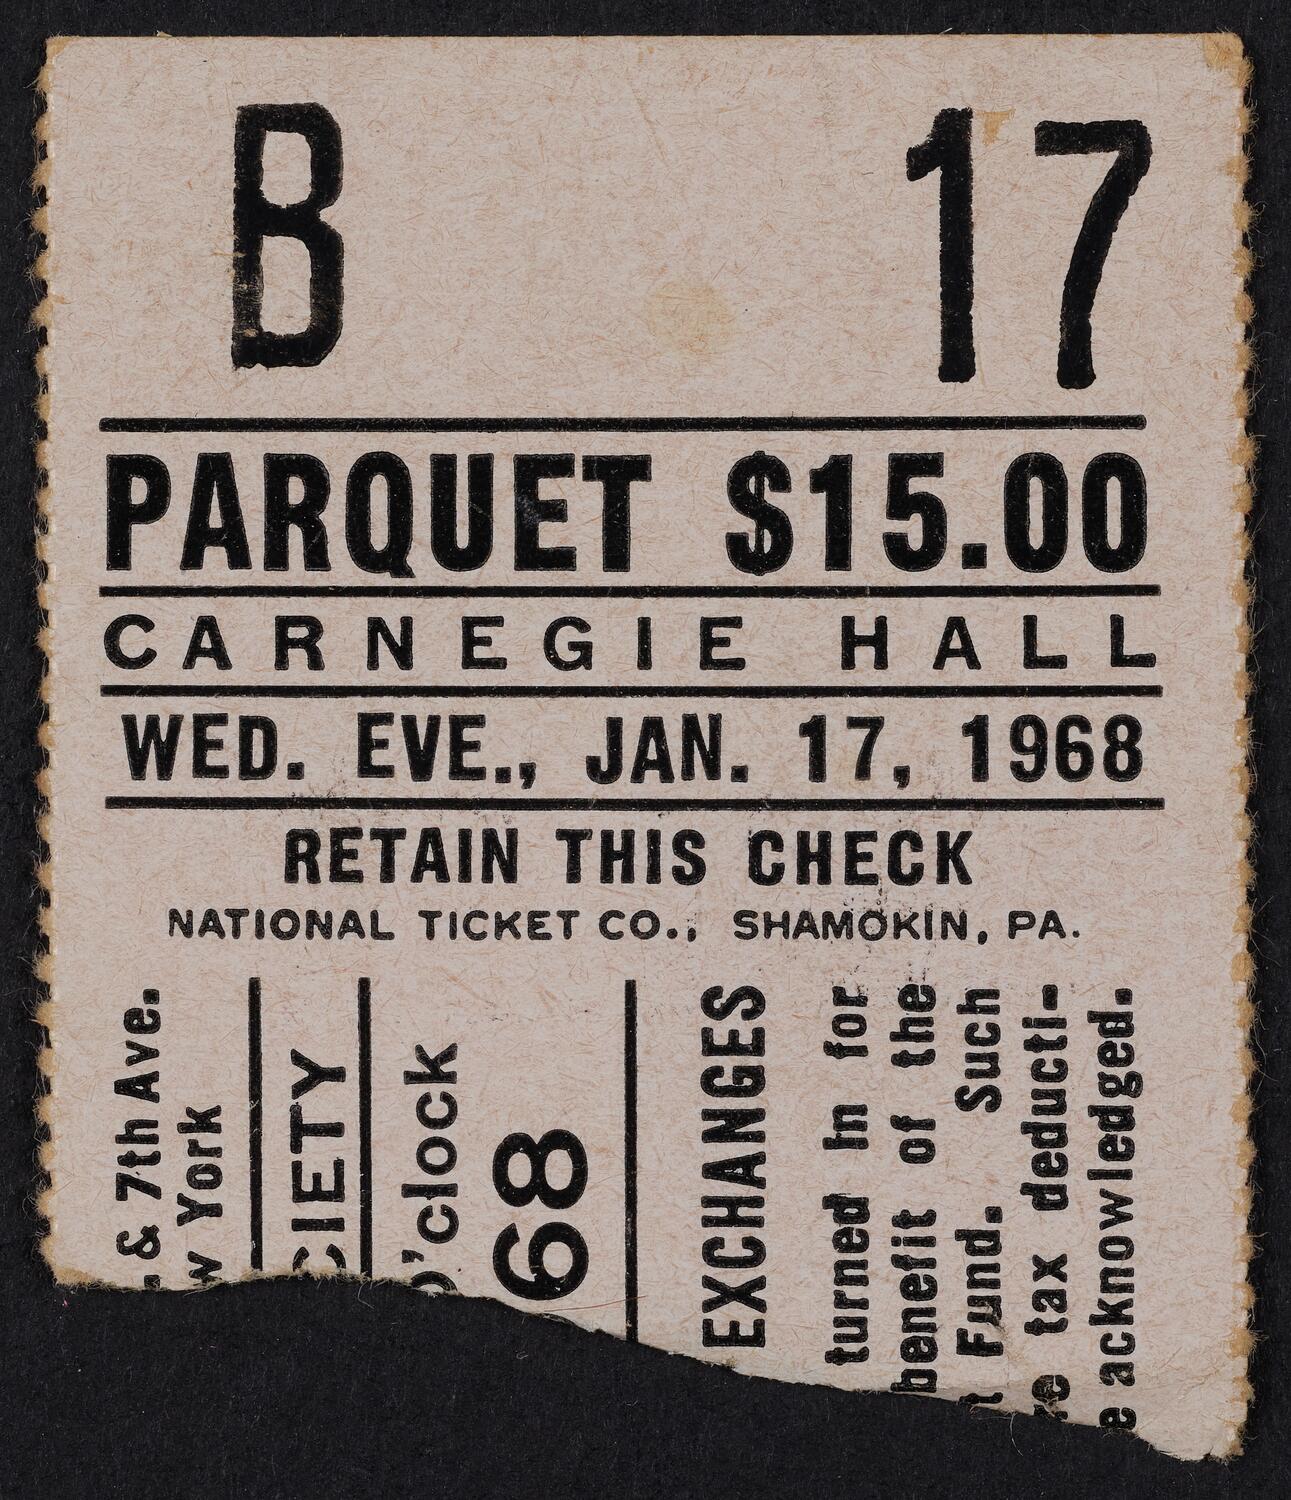 B 17
PARQUET $15.00
CARNEGIE HALL
WED. EVE., JAN. 17, 1968
RETAIN THIS CHECK
NATIONAL TICKET CO., SHAMOKIN, PA.
& 7th Ave.
w York
CIETY
o'clock
68
EXCHANGES
turned in for
benefit of the
t Fund. Such
re tax deducti-
e acknowledged.